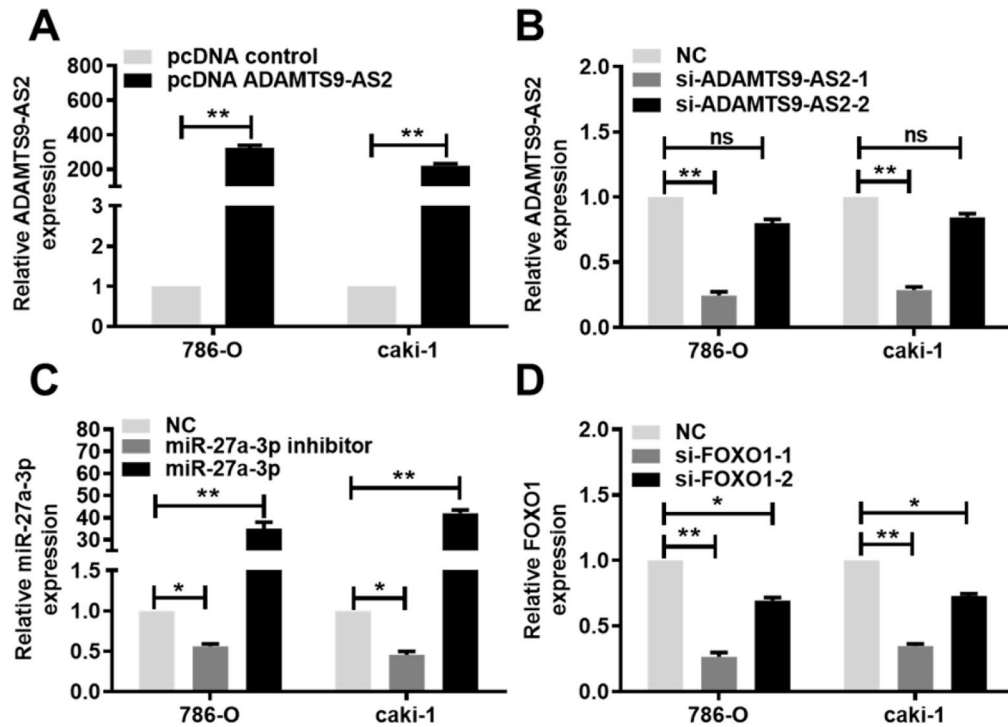 A
pcDNA control
pcDNA ADAMTS9-AS2
Relative ADAMTS9-AS2
expression
800
600
400
200
3
2
1
0
**
**
786-O
caki-1
B
NC
si-ADAMTS9-AS2-1
si-ADAMTS9-AS2-2
Relative ADAMTS9-AS2
expression
2.0
1.5
1.0
0.5
0.0
ns
**
ns
**
786-O
caki-1
C
NC
miR-27a-3p inhibitor
miR-27a-3p
Relative miR-27a-3p
expression
80
70
60
50
40
30
1.5
1.0
0.5
0.0
**
*
**
*
786-O
caki-1
D
NC
si-FOXO1-1
si-FOXO1-2
Relative FOXO1
expression
2.0
1.5
1.0
0.5
0.0
*
**
*
**
786-O
caki-1